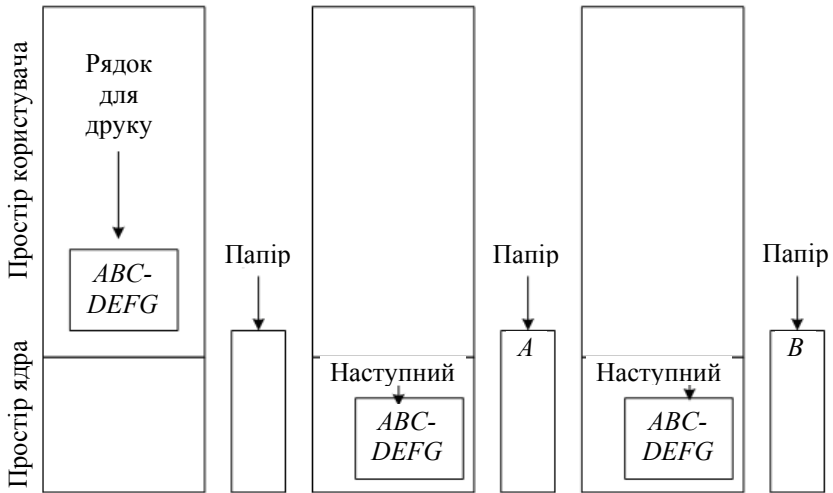 Простір користувача
Простір ядра
Рядок
для
друку
ABC-
DEFG
Папір
Наступний
ABC-
DEFG
Папір
A
Наступний
ABC-
DEFG
Папір
B